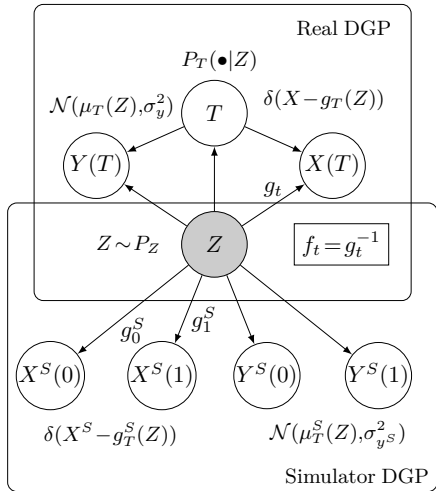 Real DGP
P_T(•|Z)
N(μ_T(Z),σ_y^2) T δ(X−g_T(Z))
Y(T) X(T)
g_t
Z∼P_Z Z f_t=g_t^{-1}
g_0^S g_1^S
X^S(0) X^S(1) Y^S(0) Y^S(1)
δ(X^S−g_T^S(Z)) N(μ_T^S(Z),σ_{y^S}^2)
Simulator DGP